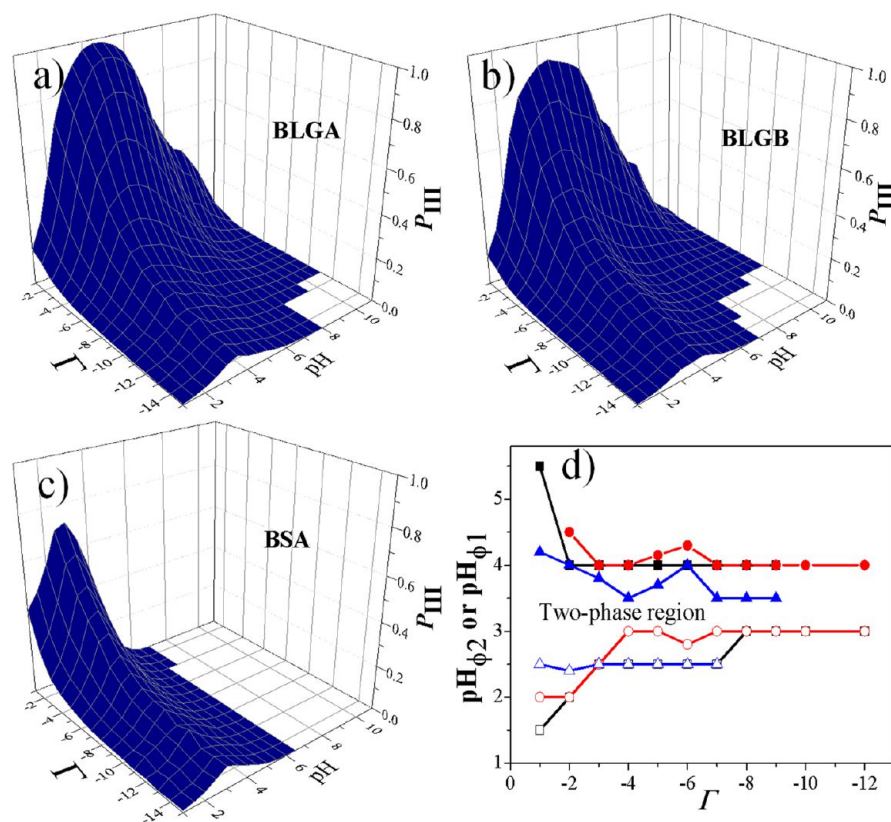 a)
BLGA
1.0
0.8
0.6
0.4
0.2
0.0
P_III
-2
-4
-6
-8
-10
-12
-14
Γ
2
4
6
8
10
pH
b)
BLGB
1.0
0.8
0.6
0.4
0.2
0.0
P_III
-2
-4
-6
-8
-10
-12
-14
Γ
2
4
6
8
10
pH
c)
BSA
1.0
0.8
0.6
0.4
0.2
0.0
P_III
-2
-4
-6
-8
-10
-12
-14
Γ
2
4
6
8
10
pH
d)
pH_ϕ2 or pH_ϕ1
5
4
3
2
1
Two-phase region
0 -2 -4 -6 -8 -10 -12
Γ